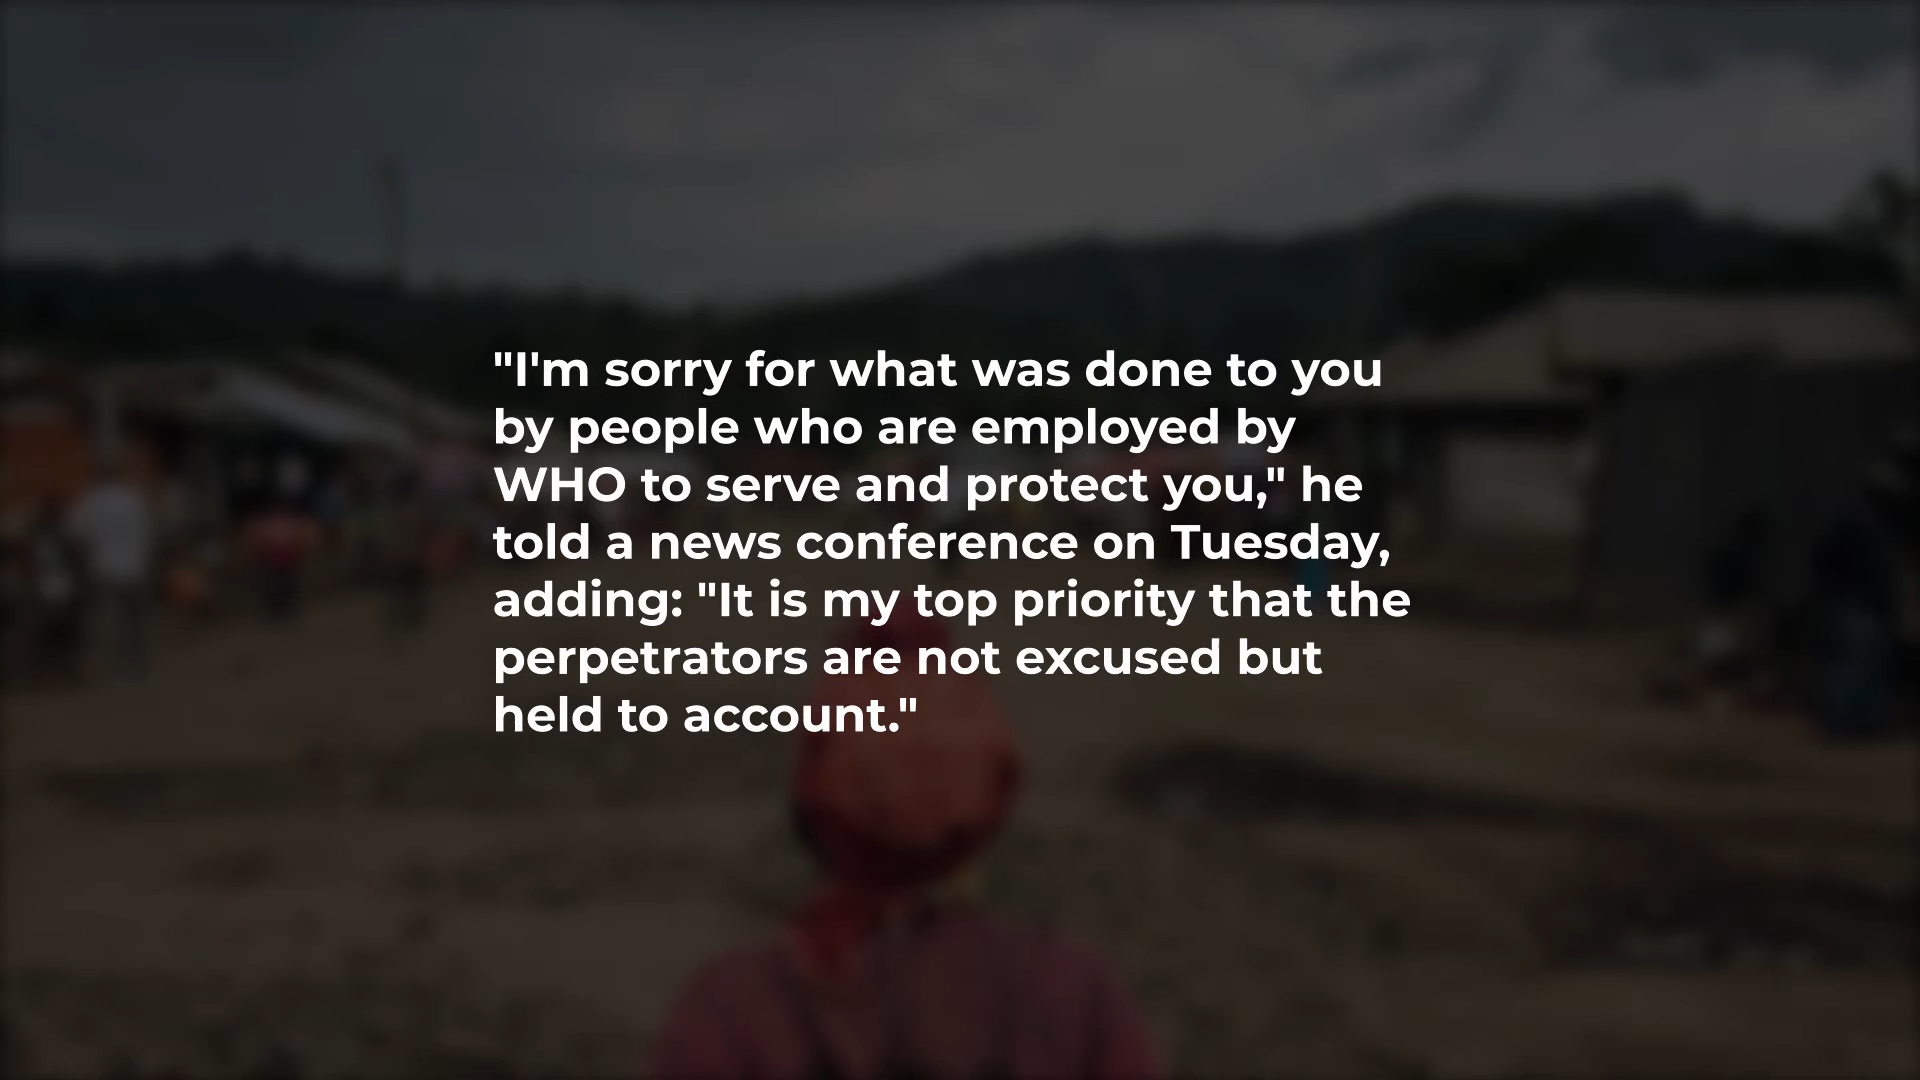 "I'm sorry for what was done to you
by people who are employed by
WHO to serve and protect you," he
told a news conference on Tuesday,
adding: "It is my top priority that the
perpetrators are not excused but
held to account."